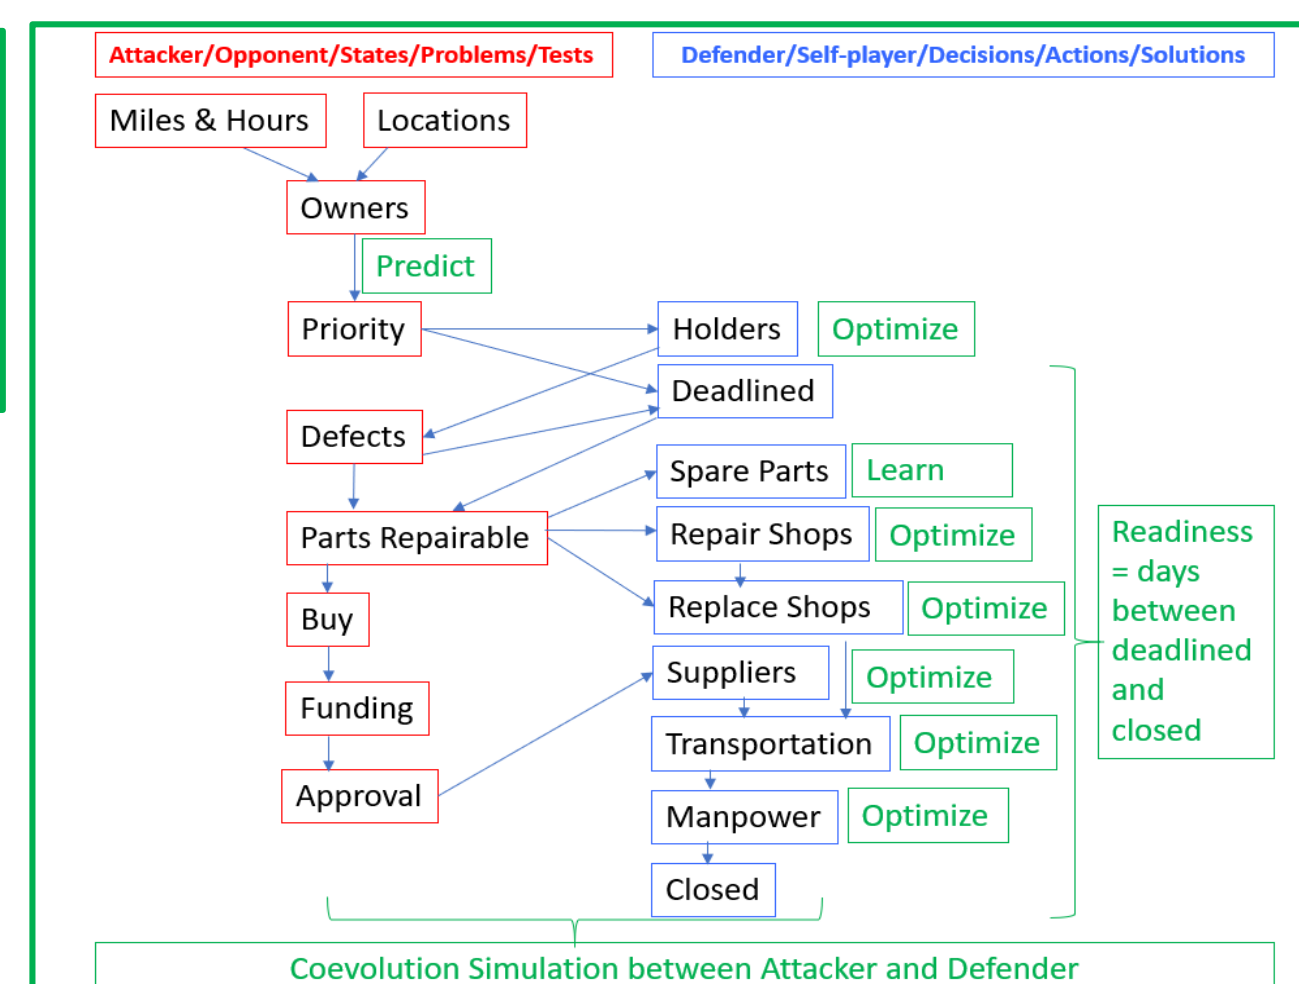 Attacker/Opponent/States/Problems/Tests
Defender/Self-player/Decisions/Actions/Solutions
Miles & Hours
Locations
Owners
Predict
Priority
Holders
Optimize
Deadlined
Defects
Spare Parts
Learn
Parts Repairable
Repair Shops
Optimize
Replace Shops
Optimize
Buy
Suppliers
Optimize
Funding
Transportation
Optimize
Approval
Manpower
Optimize
Closed
Readiness
= days
between
deadlined
and
closed
Coevolution Simulation between Attacker and Defender